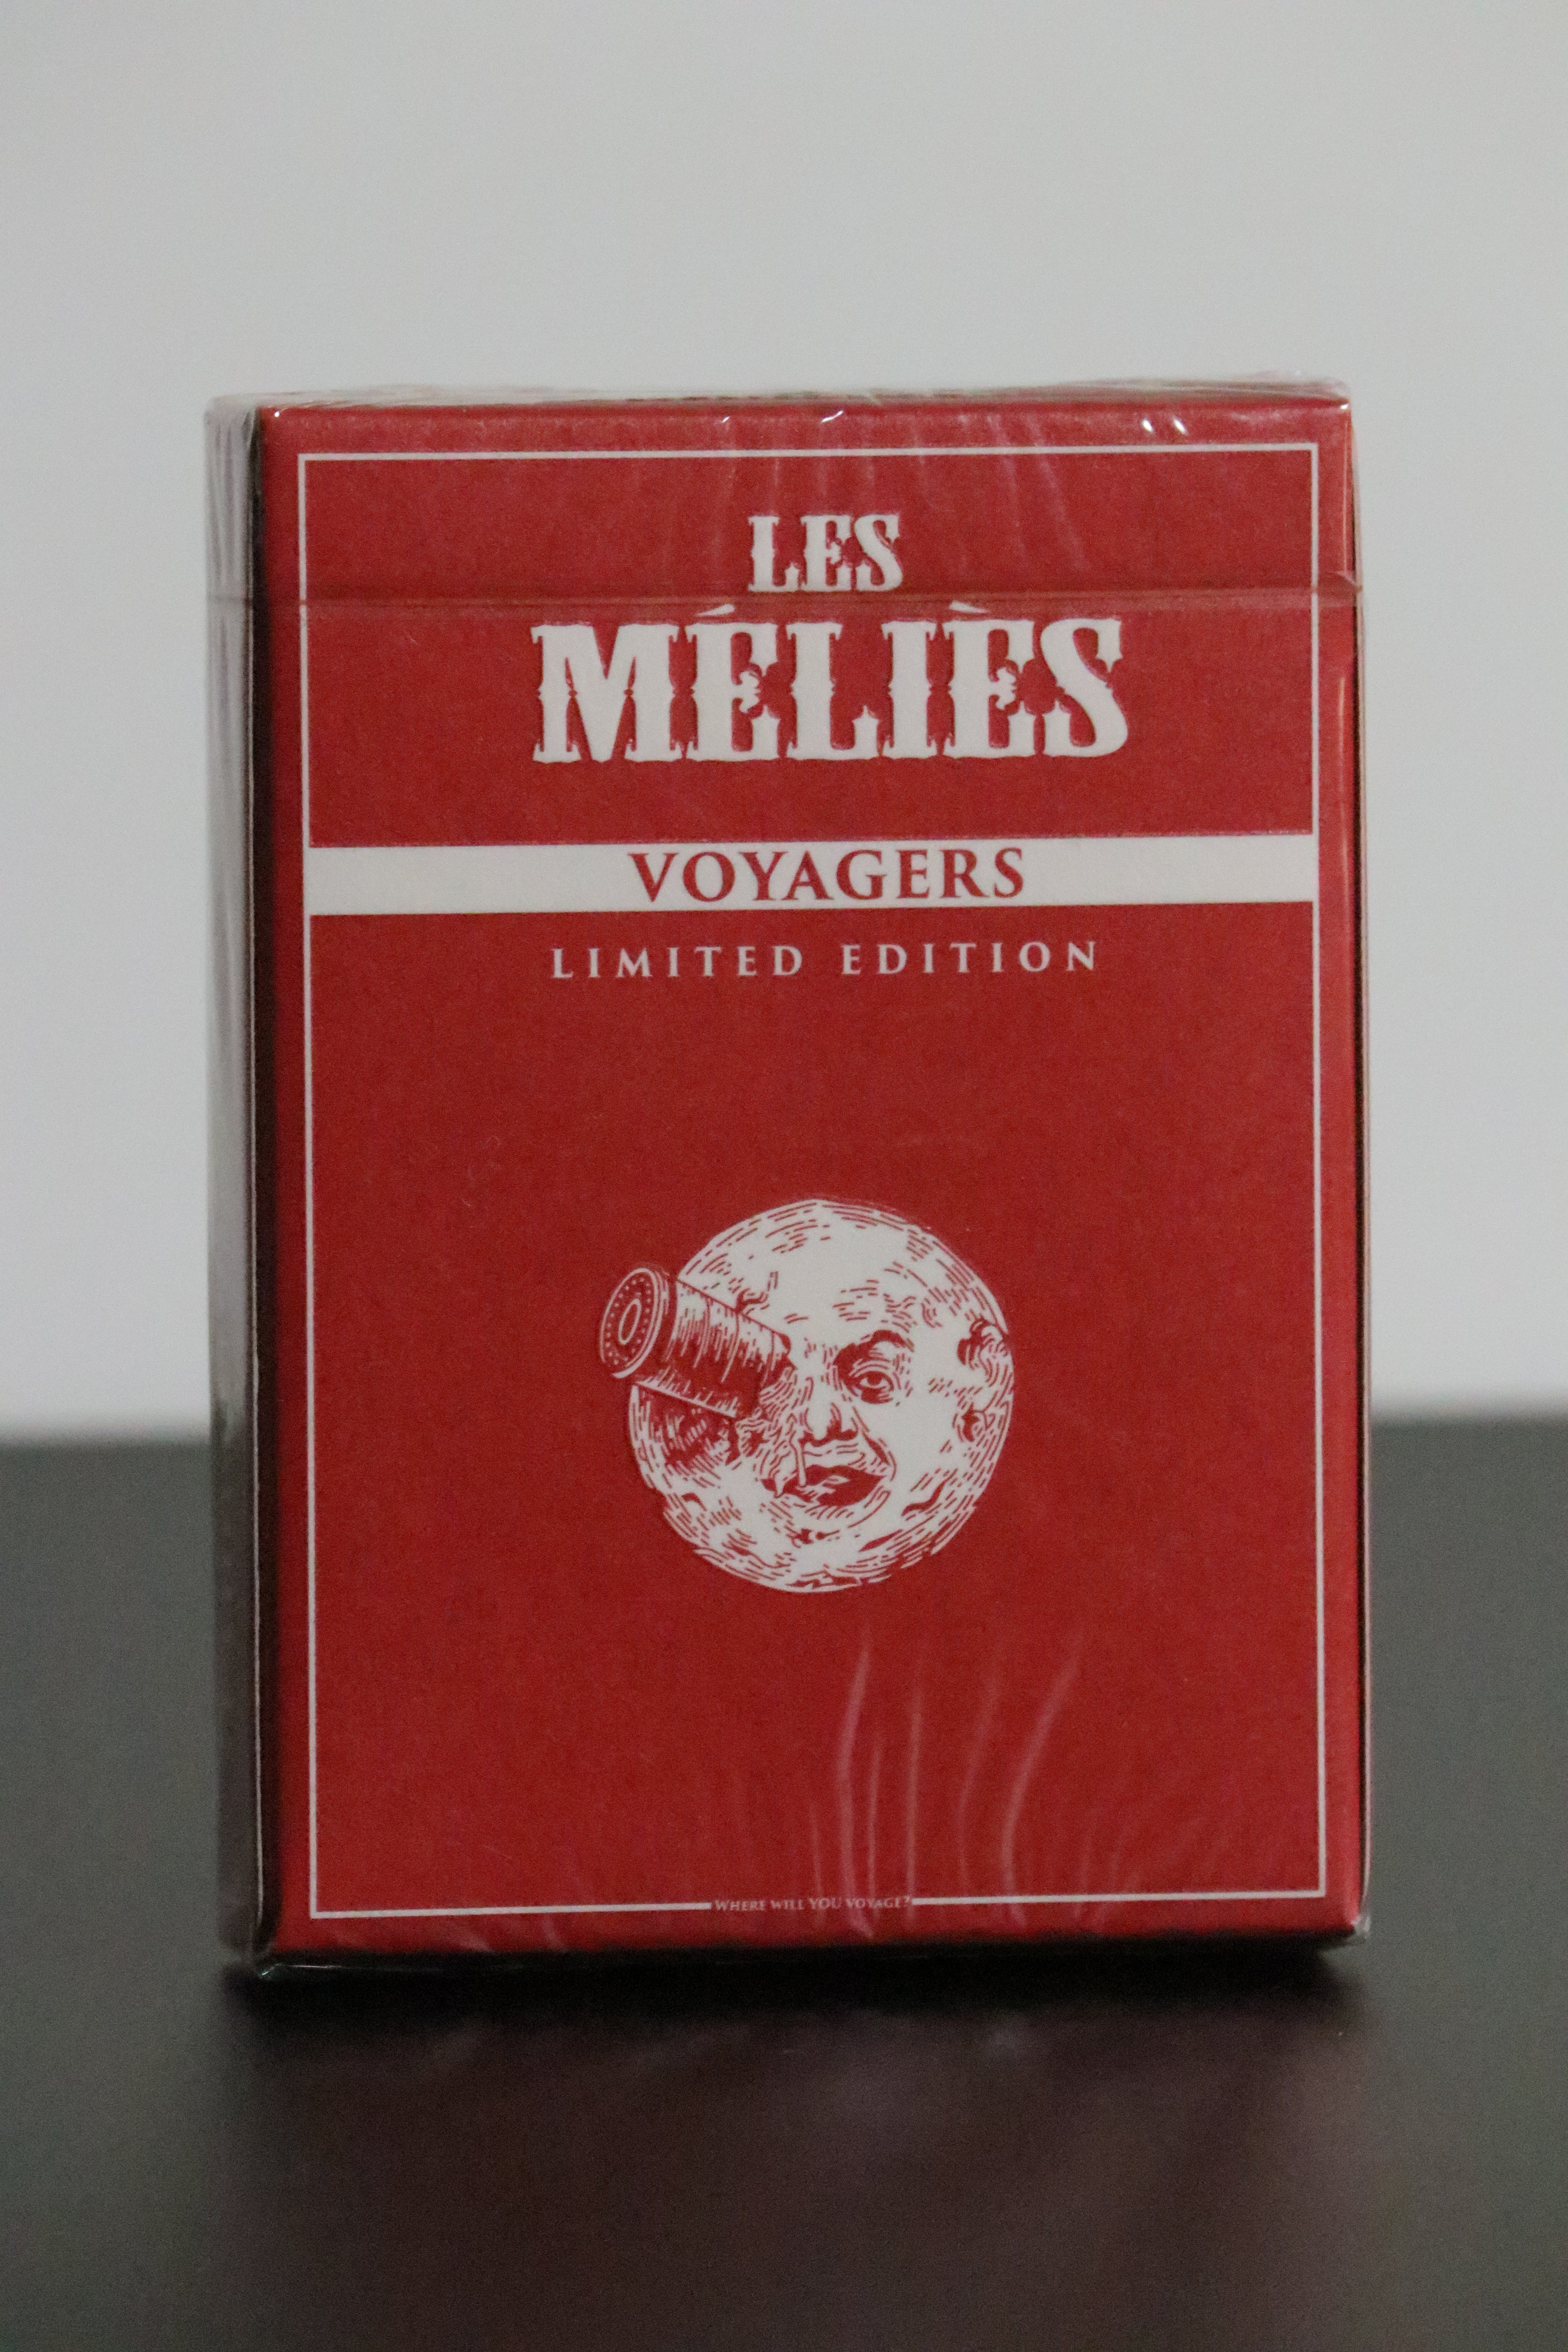 LES
MÉLIÈS
VOYAGERS
LIMITED EDITION
WHERE WILL YOU VOYAGE?